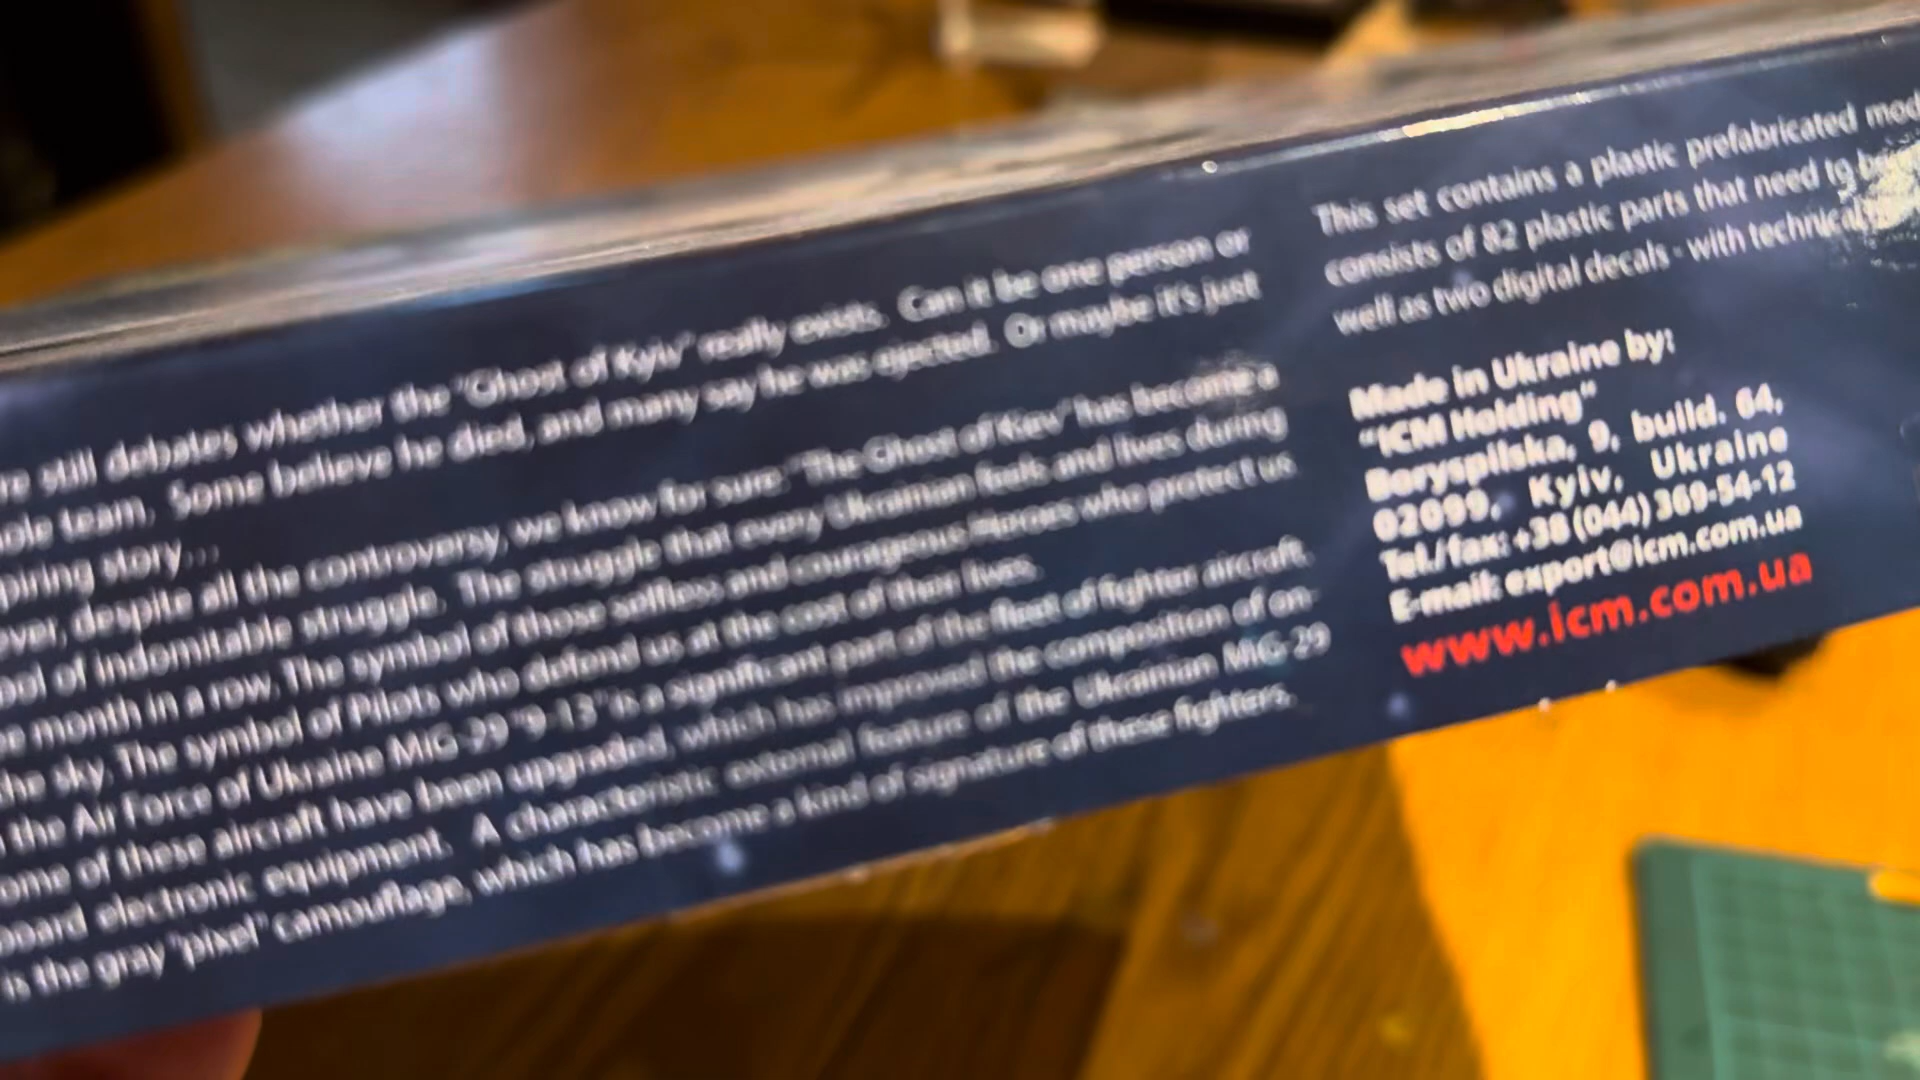 re still debates whether the "Ghost of Kyiv" really exists. Can it be one person or
ole team. Some believe he died, and many say he was ejected. Or maybe it's just
piring story...
ever, despite all the controversy, we know for sure: "The Ghost of Kiev" has become a
bol of indomitable struggle. The struggle that every Ukrainian feels and lives during
e month in a row. The symbol of those selfless and courageous Heroes who protect us
the sky. The symbol of Pilots who defend us at the cost of their lives.
n the Air Force of Ukraine MiG-29 "9-13" is a significant part of the fleet of fighter aircraft.
ome of these aircraft have been upgraded, which has improved the composition of on-
board electronic equipment. A characteristic external feature of the Ukrainian MiG-29
is the gray "pixel" camouflage, which has become a kind of signature of these fighters.
This set contains a plastic prefabricated mod
consists of 82 plastic parts that need to be
well as two digital decals - with technical
Made in Ukraine by:
"ICM Holding"
Boryspilska, 9, build. 64,
02099, Kyiv, Ukraine
Tel./fax: +38 (044) 369-54-12
E-mail: export@icm.com.ua
www.icm.com.ua